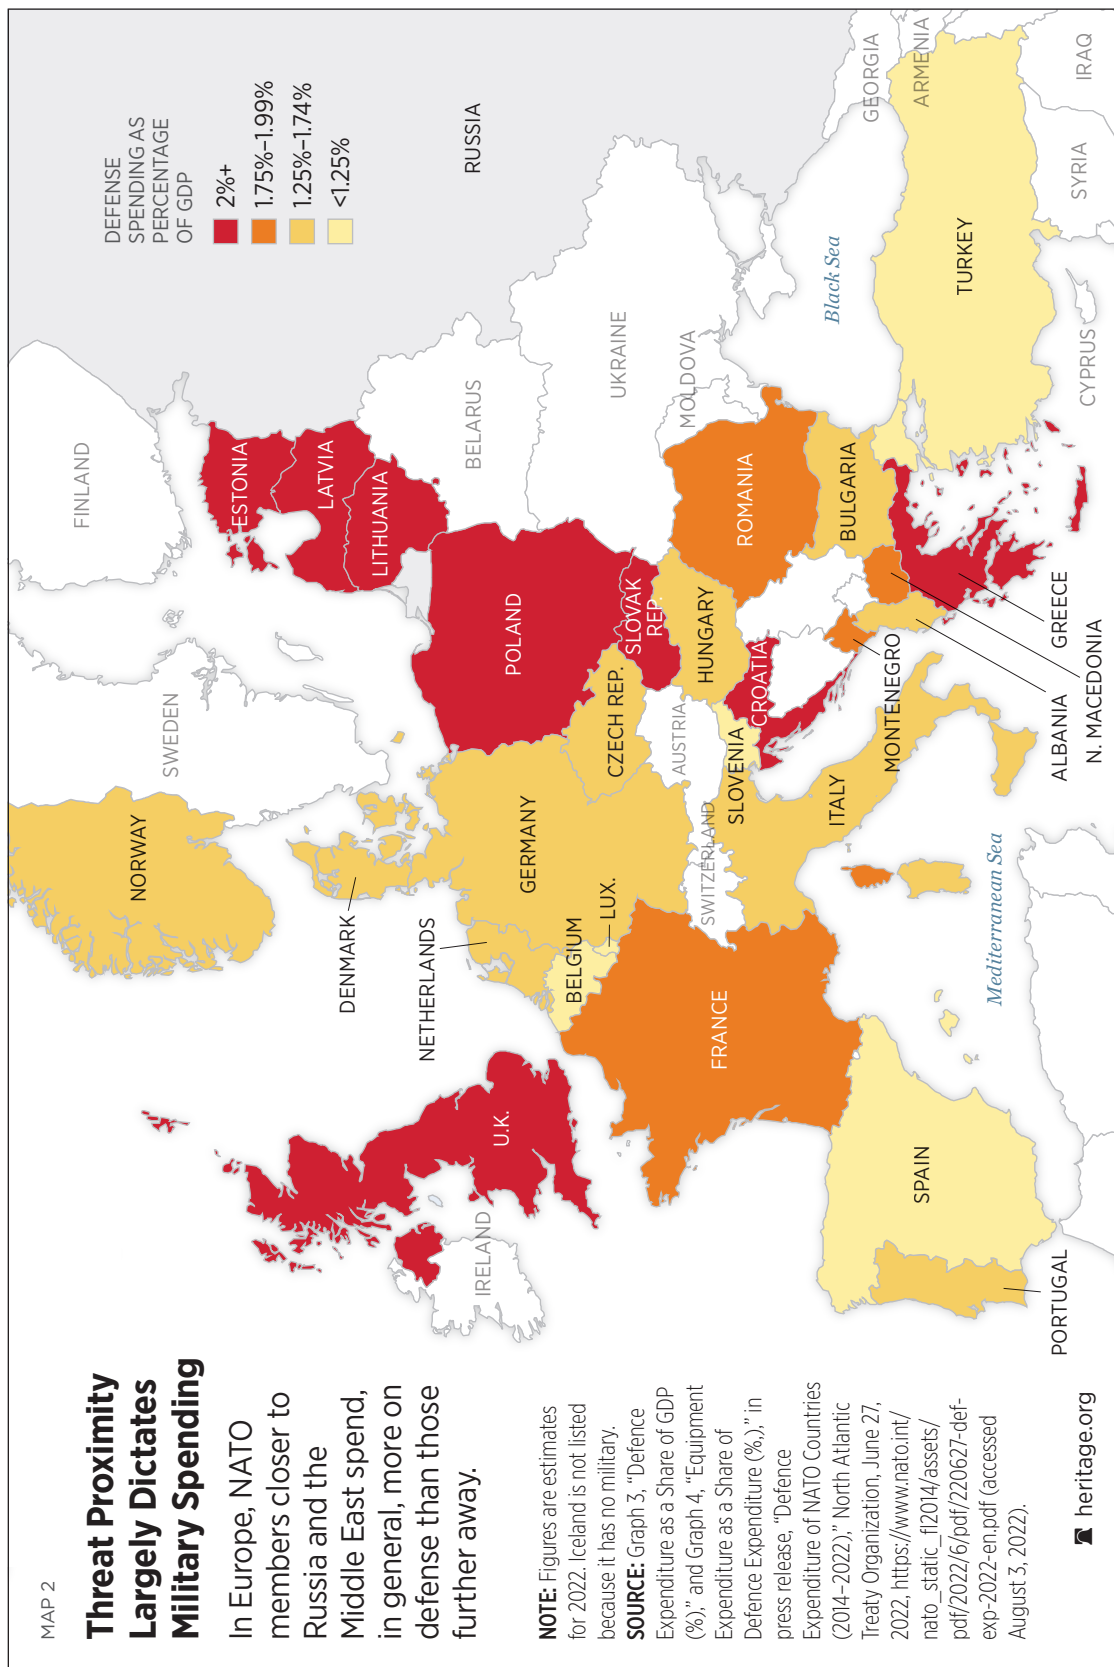 MAP 2
Threat Proximity
Largely Dictates
Military Spending
In Europe, NATO
members closer to
Russia and the
Middle East spend,
in general, more on
defense than those
further away.
NOTE: Figures are estimates
for 2022. Iceland is not listed
because it has no military.
SOURCE: Graph 3, “Defence
Expenditure as a Share of GDP
(%),” and Graph 4, “Equipment
Expenditure as a Share of
Defence Expenditure (%,),” in
press release, “Defence
Expenditure of NATO Countries
(2014–2022),” North Atlantic
Treaty Organization, June 27,
2022, https://www.nato.int/
nato_static_fl2014/assets/
pdf/2022/6/pdf/220627-def-
exp-2022-en.pdf (accessed
August 3, 2022).
heritage.org
DEFENSE
SPENDING AS
PERCENTAGE
OF GDP
2%+
1.75%–1.99%
1.25%–1.74%
<1.25%
FINLAND
NORWAY
SWEDEN
ESTONIA
LATVIA
LITHUANIA
RUSSIA
DENMARK
NETHERLANDS
BELARUS
IRELAND
U.K.
GERMANY
POLAND
BELGIUM
LUX.
CZECH REP.
SLOVAK
REP.
UKRAINE
FRANCE
SWITZERLAND
AUSTRIA
HUNGARY
MOLDOVA
SLOVENIA
CROATIA
ROMANIA
Black Sea
ITALY
BULGARIA
GEORGIA
ARMENIA
MONTENEGRO
SPAIN
TURKEY
Mediterranean Sea
PORTUGAL
ALBANIA
GREECE
N. MACEDONIA
CYPRUS
SYRIA
IRAQ